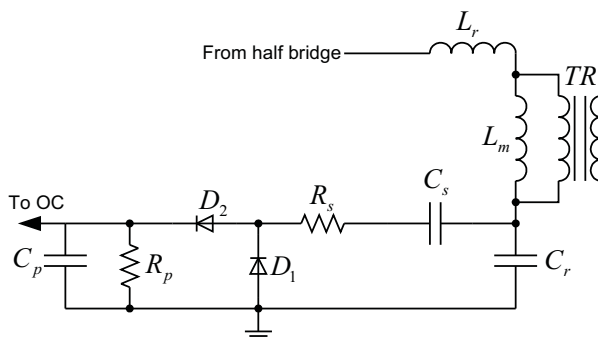 L_r
From half bridge
TR
L_m
C_s
R_s
D_2
To OC
C_p
R_p
D_1
C_r